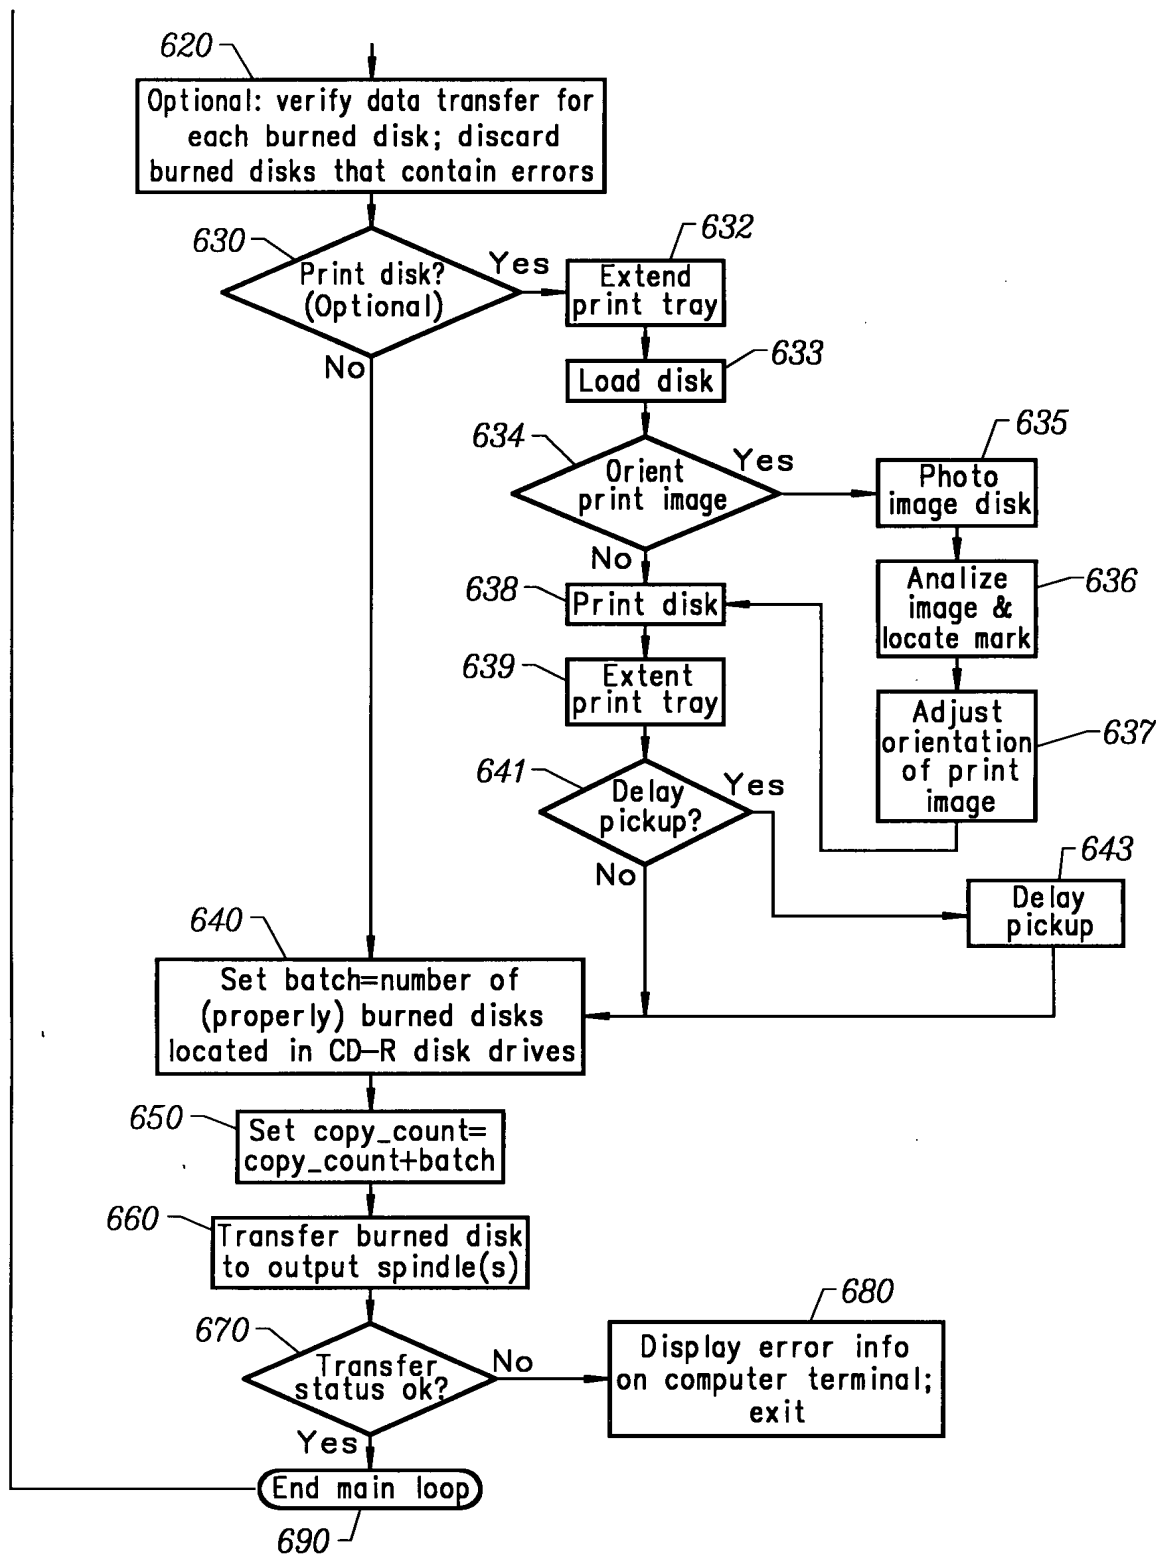 620
Optional: verify data transfer for
each burned disk; discard
burned disks that contain errors
630
Print disk?
(Optional)
Yes
No
632
Extend
print tray
633
Load disk
634
Orient
print image
Yes
No
635
Photo
image disk
636
Analize
image &
locate mark
637
Adjust
orientation
of print
image
638
Print disk
639
Extent
print tray
641
Delay
pickup?
Yes
No
643
Delay
pickup
640
Set batch=number of
(properly) burned disks
located in CD-R disk drives
650
Set copy_count=
copy_count+batch
660
Transfer burned disk
to output spindle(s)
670
Transfer
status ok?
No
Yes
680
Display error info
on computer terminal;
exit
End main loop
690